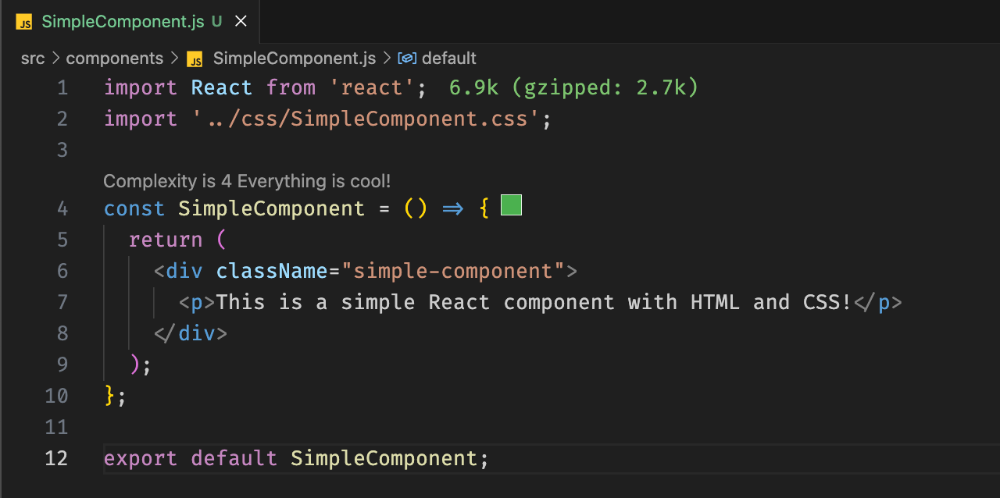 JS SimpleComponent.js U ×
src > components > JS SimpleComponent.js > default
1 import React from 'react'; 6.9k (gzipped: 2.7k)
2 import '../css/SimpleComponent.css';
3
Complexity is 4 Everything is cool!
4 const SimpleComponent = () => {
5   return (
6     <div className="simple-component">
7       <p>This is a simple React component with HTML and CSS!</p>
8     </div>
9   );
10 };
11
12 export default SimpleComponent;